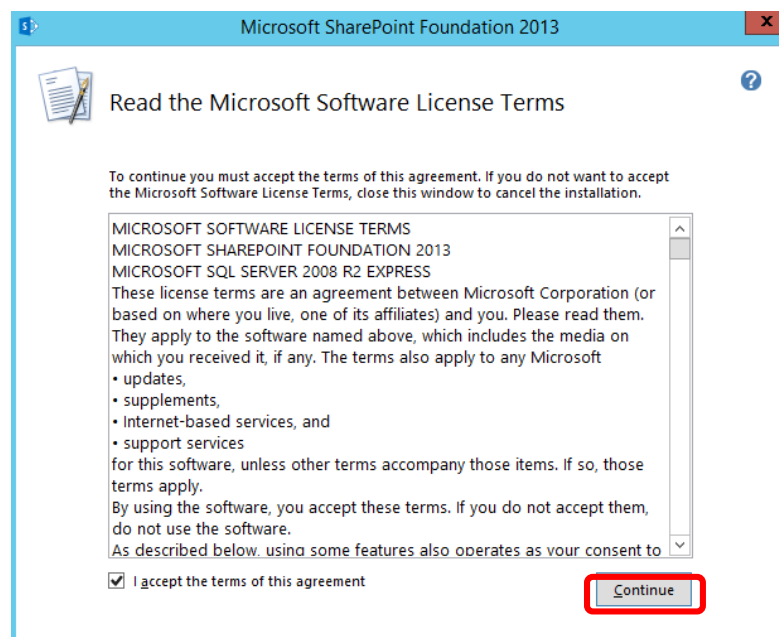 Microsoft SharePoint Foundation 2013
Read the Microsoft Software License Terms
To continue you must accept the terms of this agreement. If you do not want to accept
the Microsoft Software License Terms, close this window to cancel the installation.
MICROSOFT SOFTWARE LICENSE TERMS
MICROSOFT SHAREPOINT FOUNDATION 2013
MICROSOFT SQL SERVER 2008 R2 EXPRESS
These license terms are an agreement between Microsoft Corporation (or
based on where you live, one of its affiliates) and you. Please read them.
They apply to the software named above, which includes the media on
which you received it, if any. The terms also apply to any Microsoft
• updates,
• supplements,
• Internet-based services, and
• support services
for this software, unless other terms accompany those items. If so, those
terms apply.
By using the software, you accept these terms. If you do not accept them,
do not use the software.
As described below, using some features also operates as your consent to
I accept the terms of this agreement
Continue